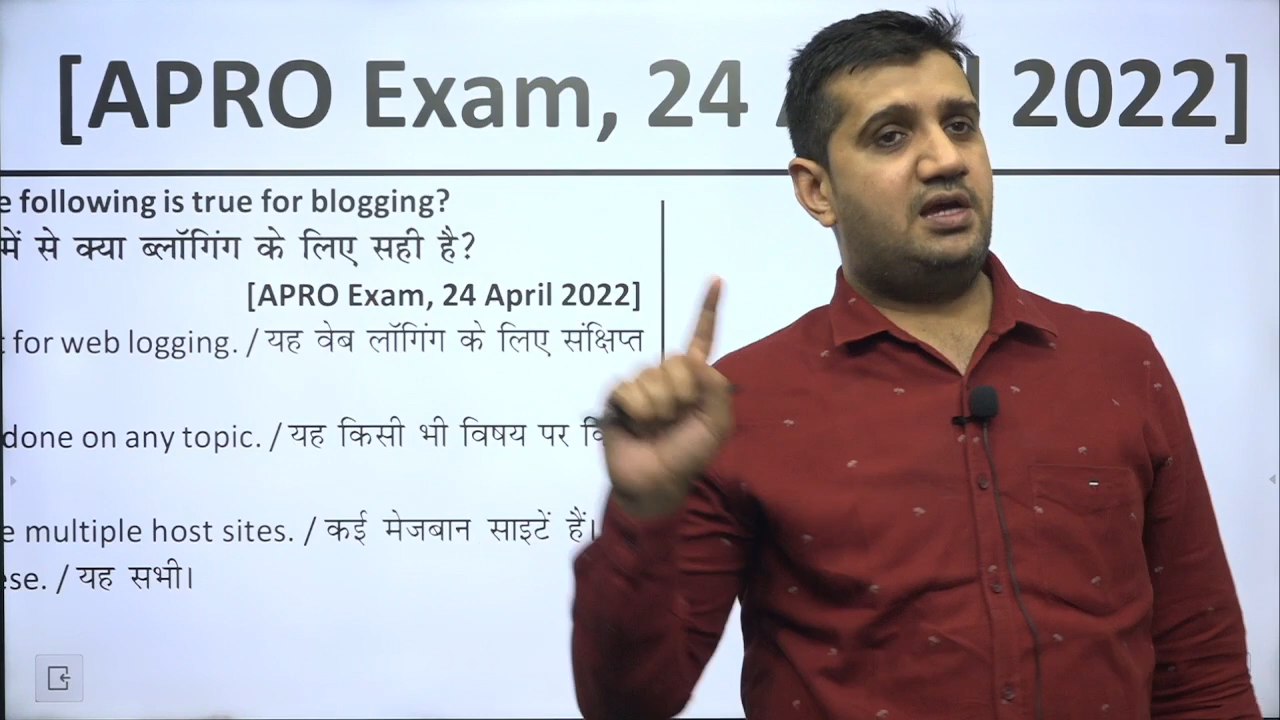 [APRO Exam, 24 2022]
following is true for blogging?
में से क्या ब्लॉगिंग के लिए सही है?
[APRO Exam, 24 April 2022]
for web logging. / यह वेब लॉगिंग के लिए संक्षिप्त
done on any topic. / यह किसी भी विषय पर
multiple host sites. / कई मेजबान साइटें हैं।
/ यह सभी।